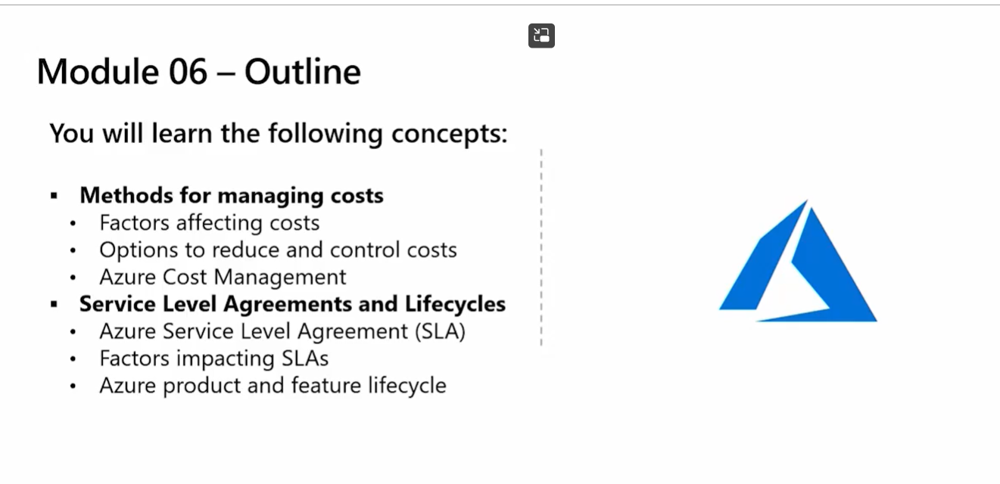 Module 06 – Outline
You will learn the following concepts:
▪ Methods for managing costs
• Factors affecting costs
• Options to reduce and control costs
• Azure Cost Management
▪ Service Level Agreements and Lifecycles
• Azure Service Level Agreement (SLA)
• Factors impacting SLAs
• Azure product and feature lifecycle